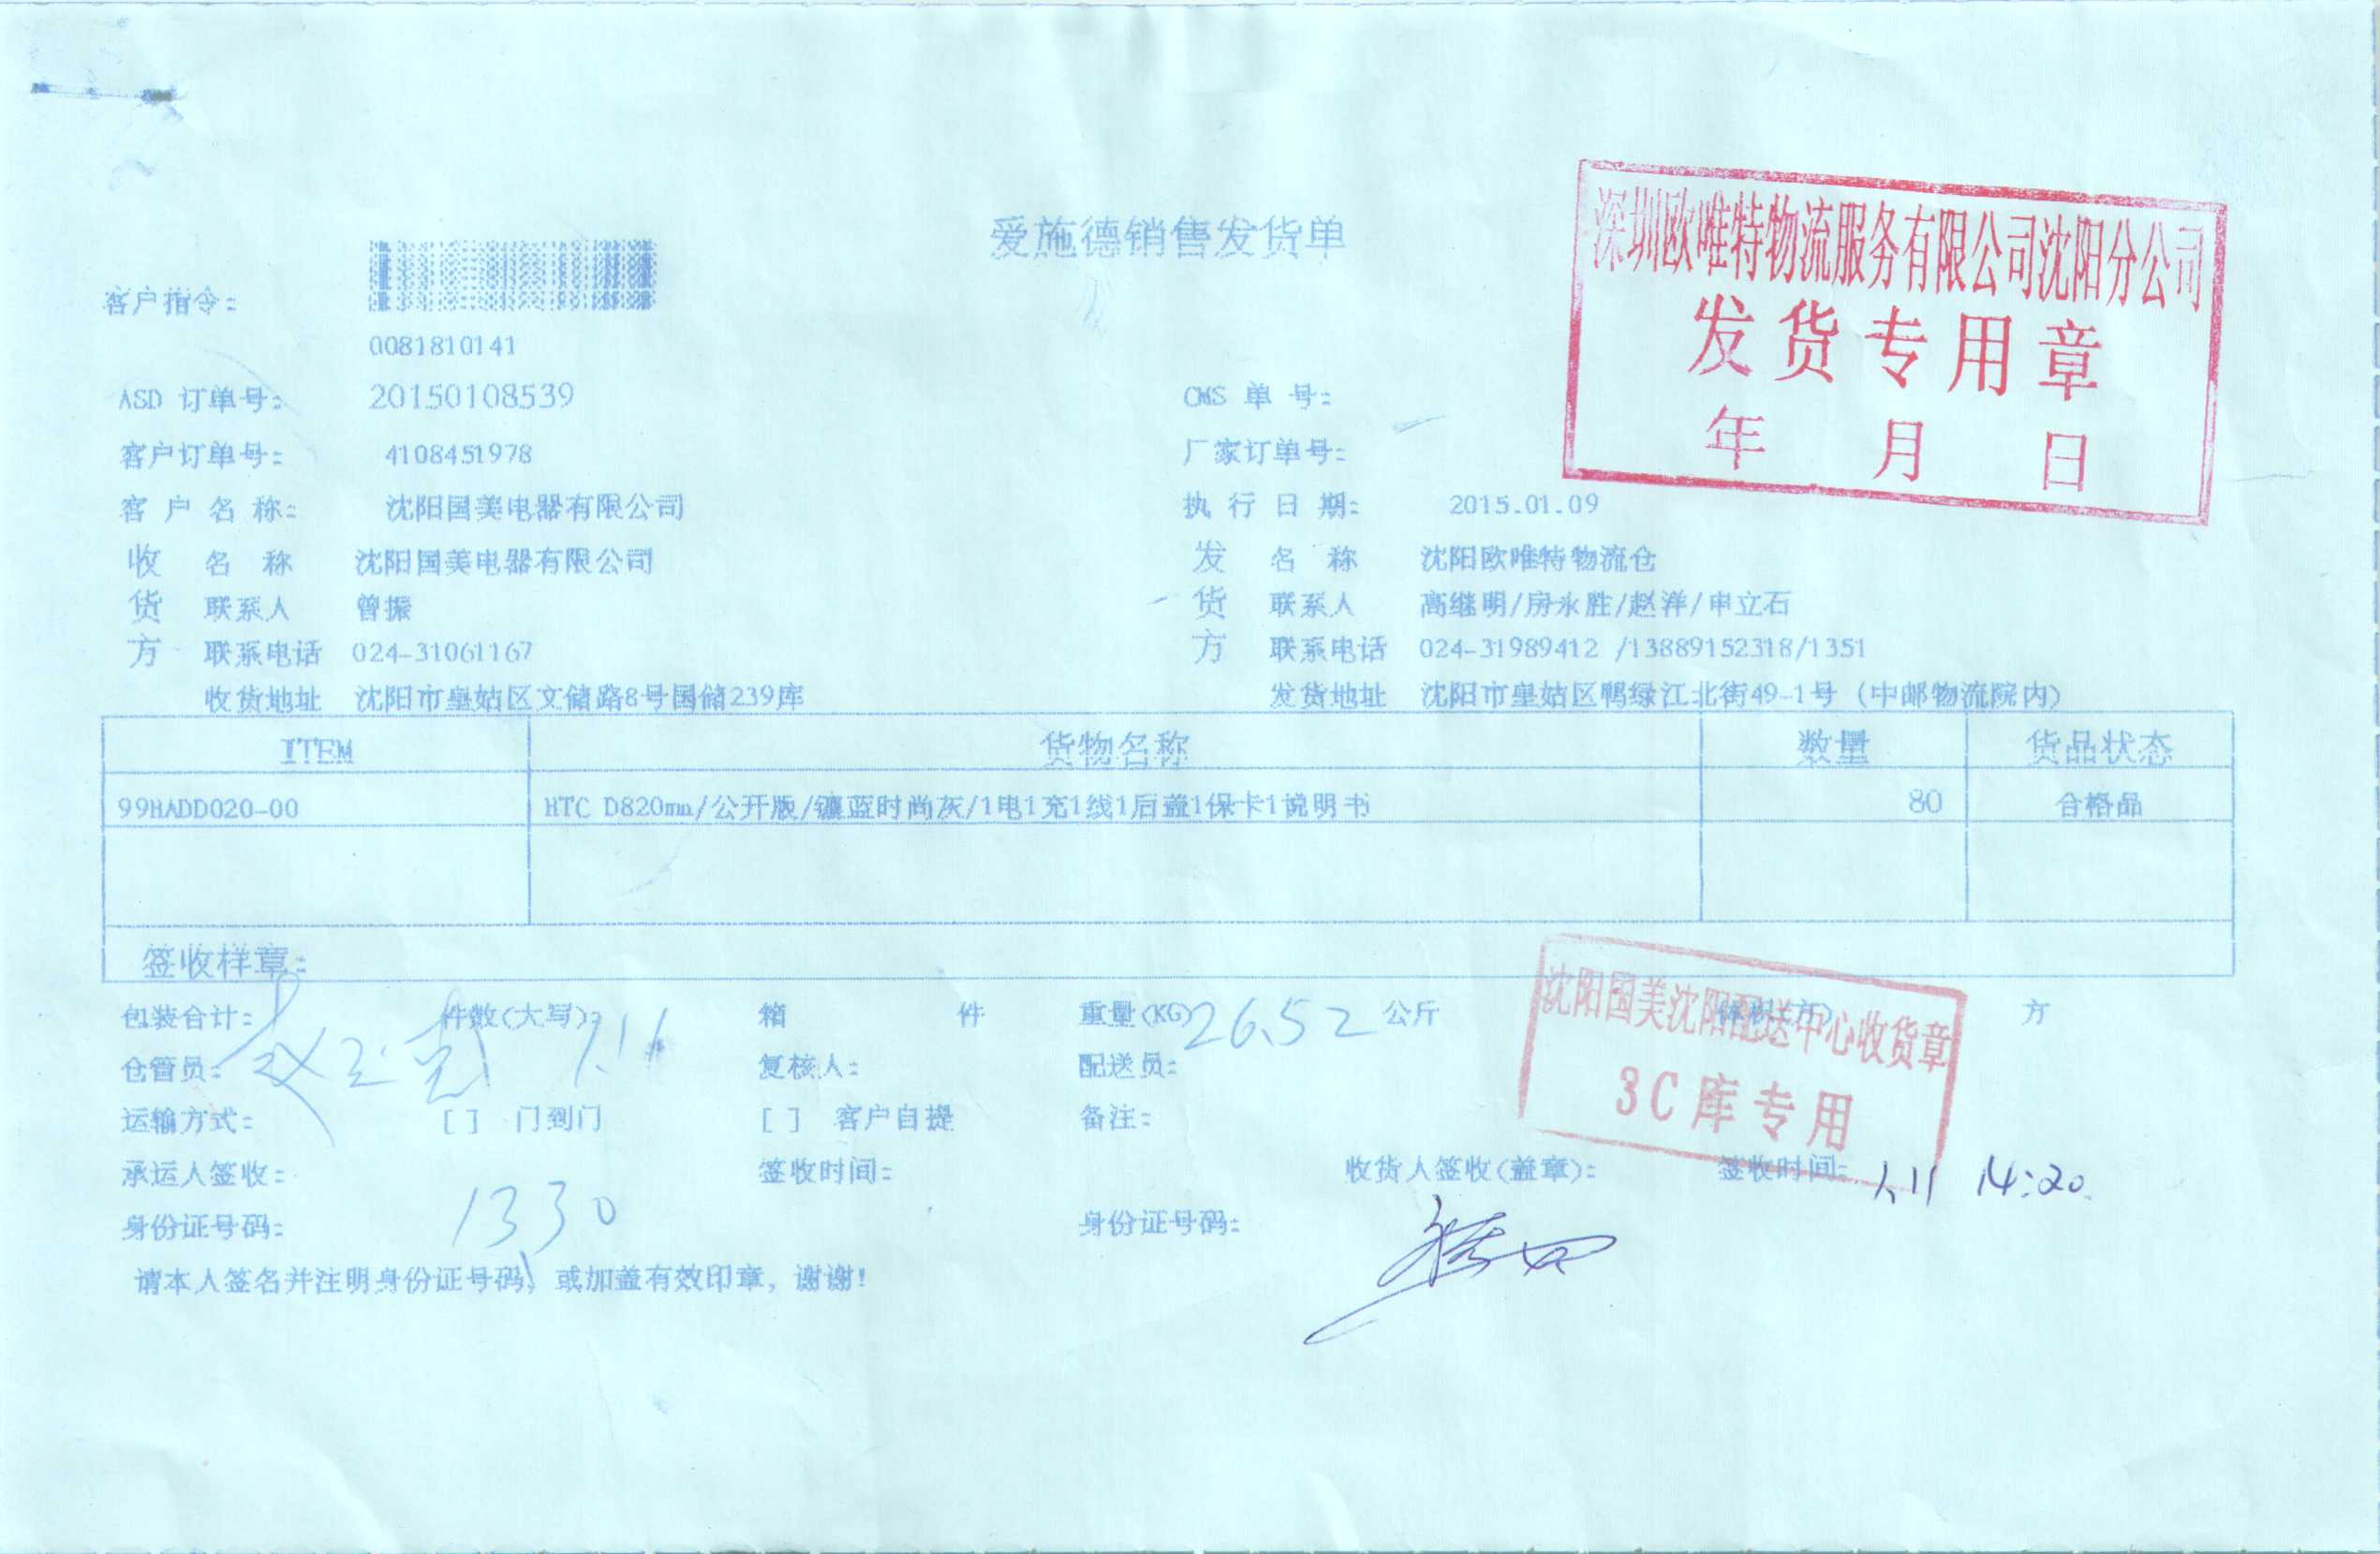 爱施德销售发货单
深圳欧唯特物流服务有限公司沈阳分公司
发货专用章
年 月 日
客户指令:
0081810141
ASD 订单号: 20150108539 CMS 单 号:
客户订单号: 4108451978 厂家订单号:
客 户 名 称: 沈阳国美电器有限公司 执 行 日 期: 2015.01.09
收 名 称 沈阳国美电器有限公司 发 名 称 沈阳欧唯特物流仓
货 联系人 曾振 货 联系人 高继明/房永胜/赵洋/申立石
方 联系电话 024-31061167 方 联系电话 024-31989412 /13889152318/1351
收货地址 沈阳市皇姑区文储路8号国储239库 发货地址 沈阳市皇姑区鸭绿江北街49-1号 (中邮物流院内)
ITEM 货物名称 数量 货品状态
99HADD020-00 HTC D820mn/公开版/镶蓝时尚灰/1电1充1线1后盖1保卡1说明书 80 合格品
签收样章:
沈阳国美沈阳配送中心收货章
3C库专用
包装合计: 件数(大写): 箱 件 重量(KG) 26.52 公斤 体积(方) 方
仓管员: 1.11 复核人: 配送员:
运输方式: [ ] 门到门 [ ] 客户自提 备注:
承运人签收: 签收时间: 收货人签收(盖章): 签收时间: 1.11 14:20.
身份证号码: 1330 身份证号码:
请本人签名并注明身份证号码, 或加盖有效印章, 谢谢!